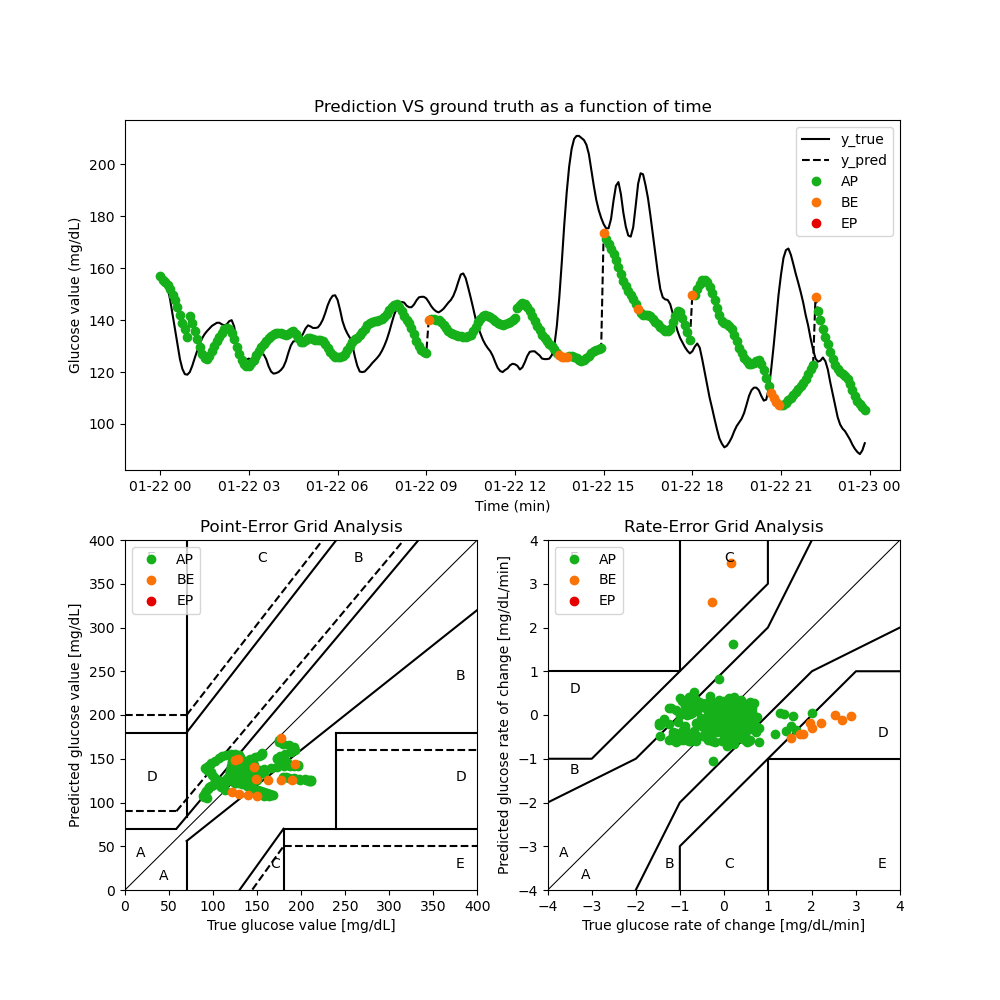 Prediction VS ground truth as a function of time
Glucose value (mg/dL)
200
180
160
140
120
100
y_true
y_pred
AP
BE
EP
01-22 00 01-22 03 01-22 06 01-22 09 01-22 12 01-22 15 01-22 18 01-22 21 01-23 00
Time (min)
Point-Error Grid Analysis
Predicted glucose value [mg/dL]
400
350
300
250
200
150
100
50
0
AP
BE
EP
C
B
B
D
D
A
A
C
E
0 50 100 150 200 250 300 350 400
True glucose value [mg/dL]
Rate-Error Grid Analysis
Predicted glucose rate of change [mg/dL/min]
4
3
2
1
0
−1
−2
−3
−4
AP
BE
EP
C
D
D
B
A
A
B
C
E
−4 −3 −2 −1 0 1 2 3 4
True glucose rate of change [mg/dL/min]